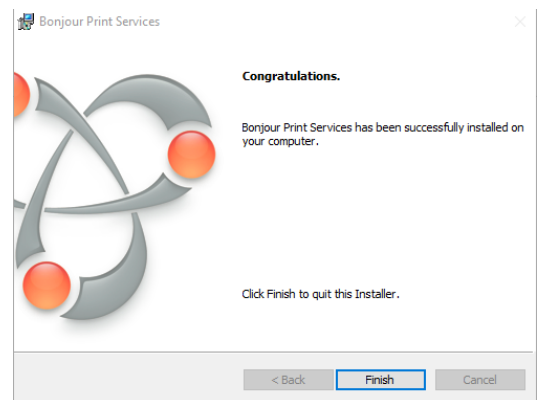 Bonjour Print Services
Congratulations.
Bonjour Print Services has been successfully installed on
your computer.
Click Finish to quit this Installer.
< Back
Finish
Cancel